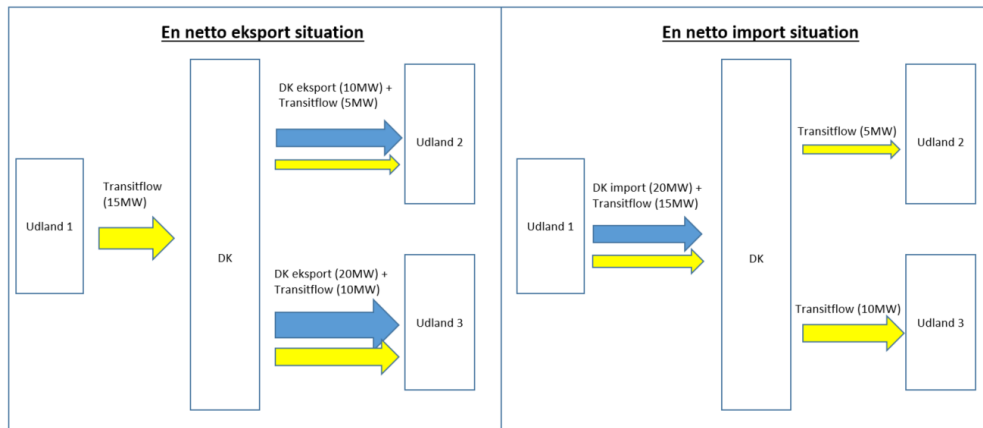 En netto eksport situation
DK eksport (10MW) +
Transitflow (5MW)
Udland 2
Transitflow
(15MW)
Udland 1
DK
DK eksport (20MW) +
Transitflow (10MW)
Udland 3
En netto import situation
Transitflow (5MW)
Udland 2
DK import (20MW) +
Transitflow (15MW)
Udland 1
DK
Transitflow (10MW)
Udland 3